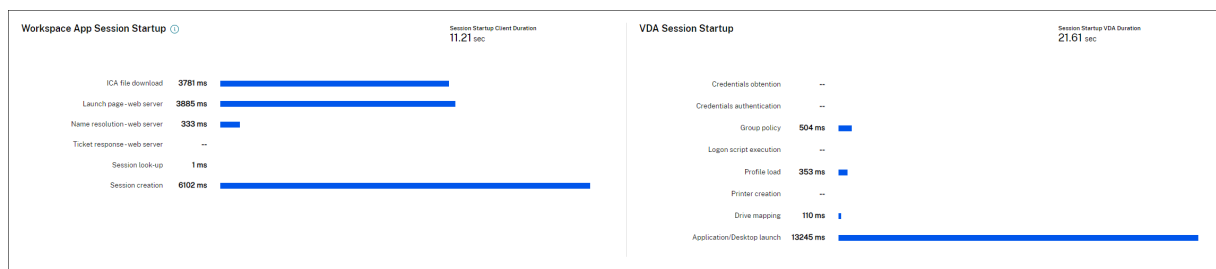 Workspace App Session Startup
Session Startup Client Duration
11.21 sec
ICA file download 3781 ms
Launch page-web server 3885 ms
Name resolution-web server 333 ms
Ticket response-web server --
Session look-up 1 ms
Session creation 6102 ms
VDA Session Startup
Session Startup VDA Duration
21.61 sec
Credentials obtention --
Credentials authentication --
Group policy 504 ms
Logon script execution --
Profile load 353 ms
Printer creation --
Drive mapping 110 ms
Application/Desktop launch 13245 ms